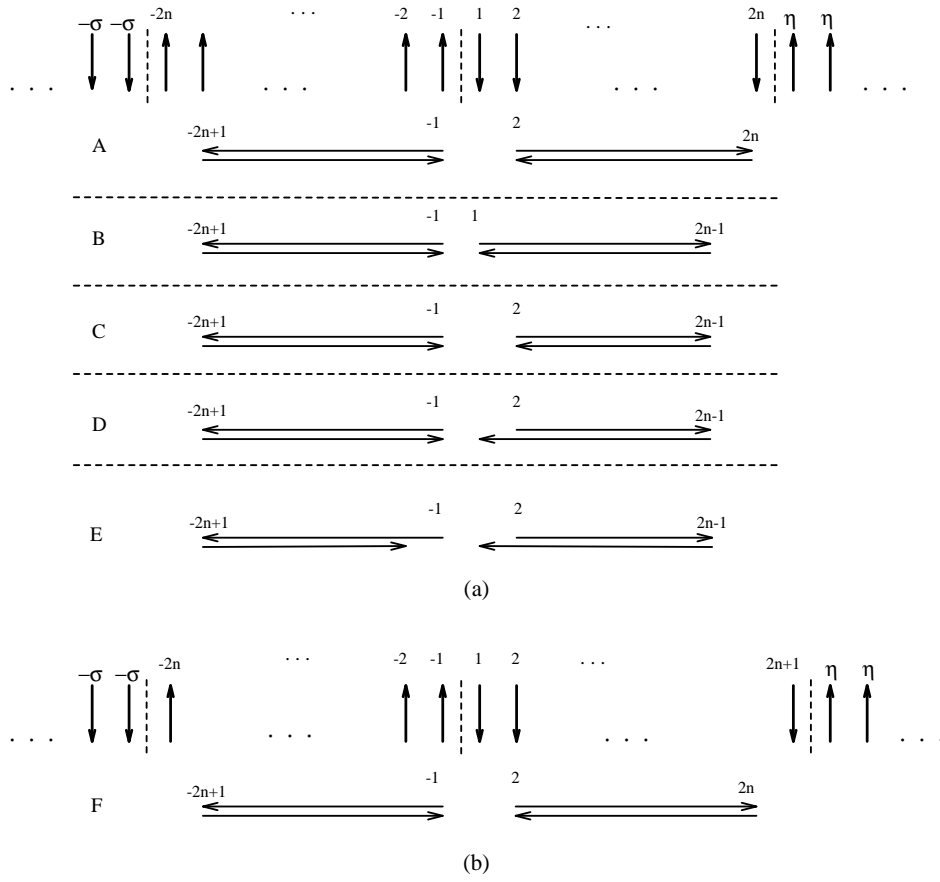 −σ −σ -2n . . . -2 -1 1 2 . . . 2n η η
. . . . . . . . . . . .
A -2n+1 -1 2 2n
B -2n+1 -1 1 2n-1
C -2n+1 -1 2 2n-1
D -2n+1 -1 2 2n-1
E -2n+1 -1 2 2n-1
(a)
−σ −σ -2n . . . -2 -1 1 2 . . . 2n+1 η η
. . . . . . . . . . . .
F -2n+1 -1 2 2n
(b)